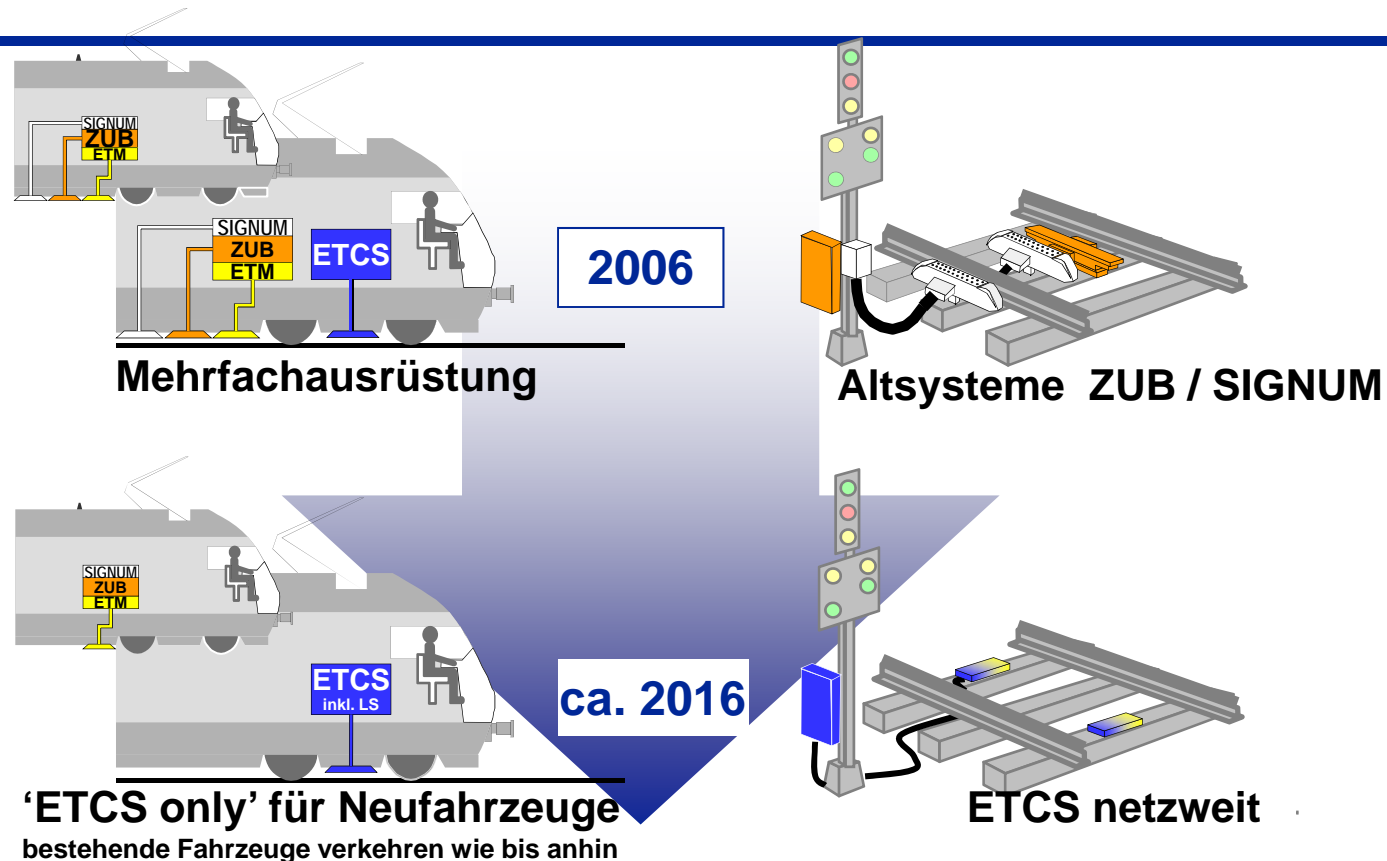 SIGNUM
ZUB
ETM
SIGNUM
ZUB
ETM
ETCS
2006
Mehrfachausrüstung
Altsysteme ZUB / SIGNUM
SIGNUM
ZUB
ETM
ETCS
inkl. LS
ca. 2016
‘ETCS only’ für Neufahrzeuge
ETCS netzweit
bestehende Fahrzeuge verkehren wie bis anhin